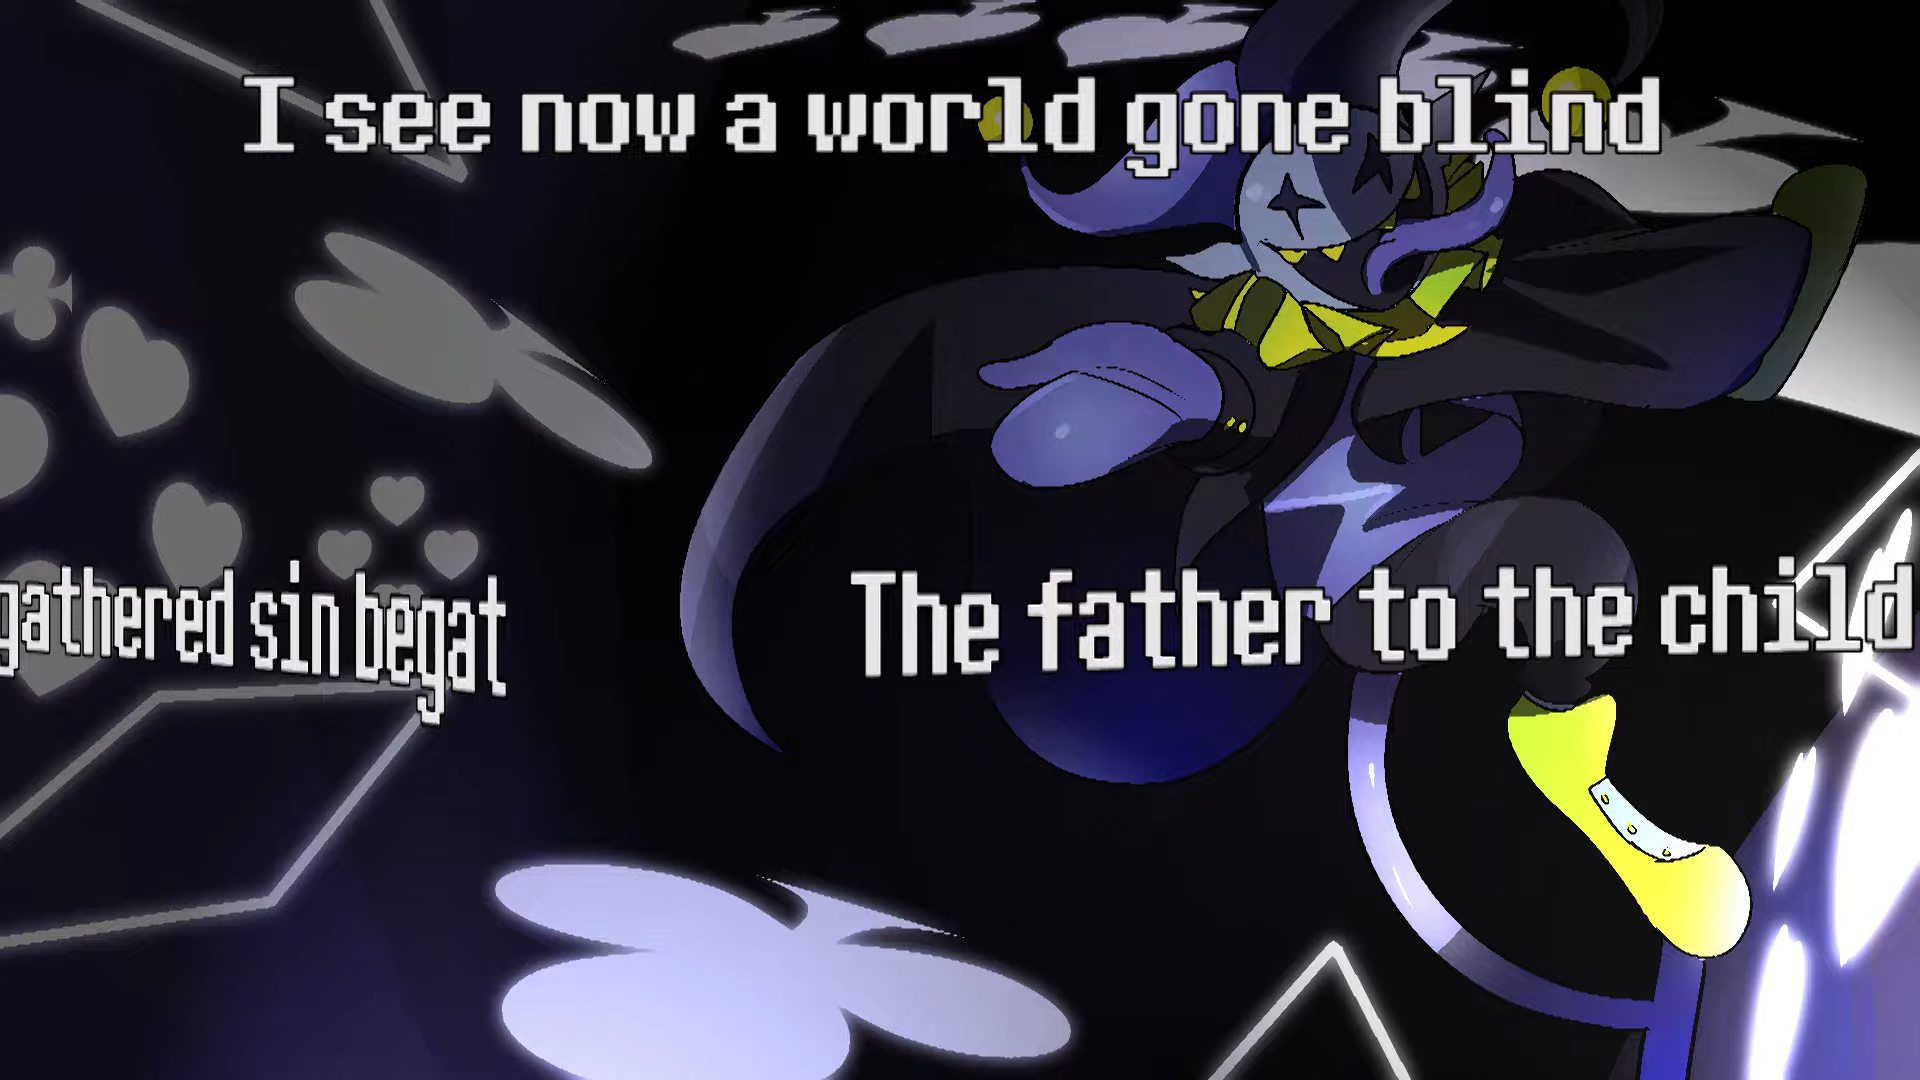 I see now a world gone blind
gathered sin begat
The father to the child